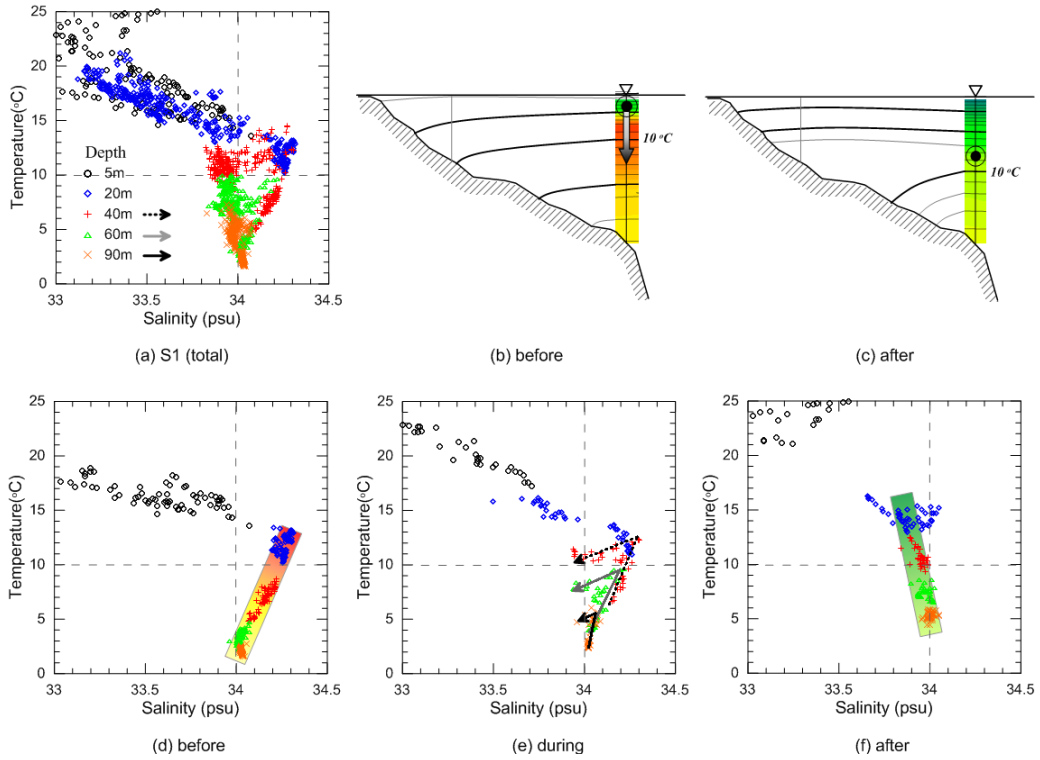 25
20
15
10
5
0
Temperature(°C)
Depth
5m
20m
40m
60m
90m
33
33.5
34
34.5
Salinity (psu)
(a) S1 (total)
10 °C
(b) before
10 °C
(c) after
25
20
15
10
5
0
Temperature(°C)
33
33.5
34
34.5
Salinity (psu)
(d) before
25
20
15
10
5
0
Temperature(°C)
33
33.5
34
34.5
Salinity (psu)
(e) during
25
20
15
10
5
0
Temperature(°C)
33
33.5
34
34.5
Salinity (psu)
(f) after